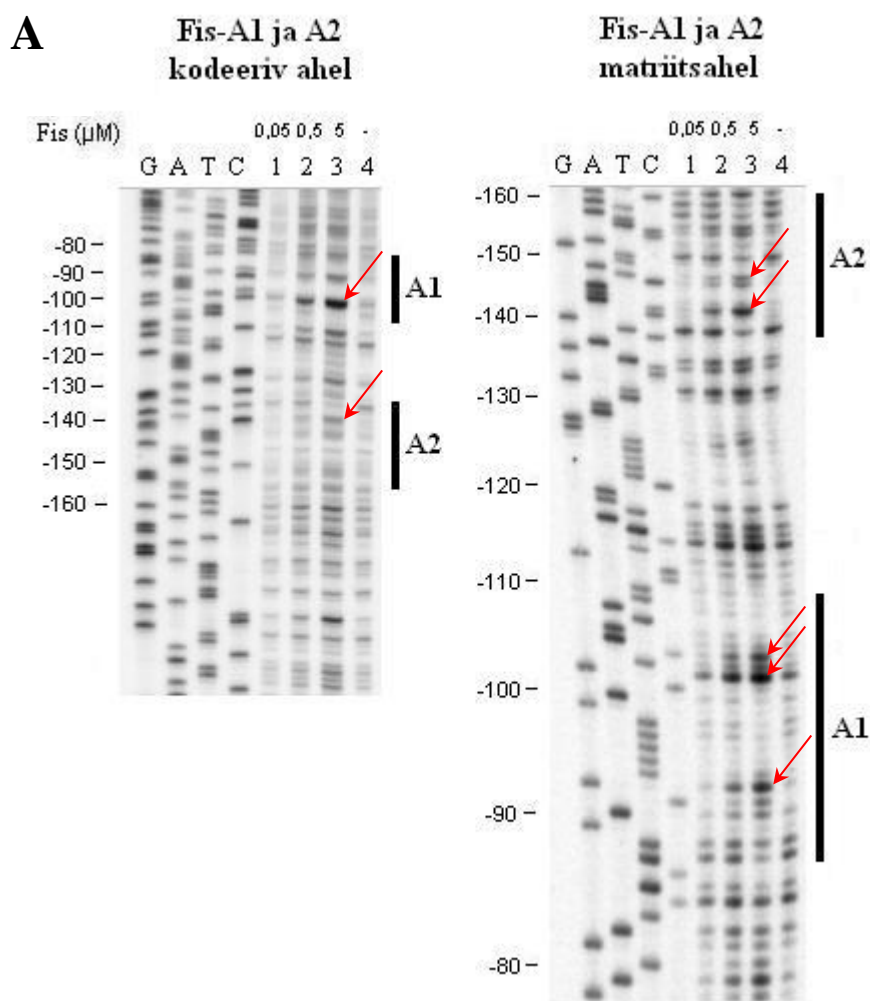 A
Fis-A1 ja A2
kodeeriv ahel
Fis (µM) 0,05 0,5 5 -
G A T C 1 2 3 4
-80
-90
-100
-110
-120
-130
-140
-150
-160
A1
A2
Fis-A1 ja A2
matriitsahel
0,05 0,5 5 -
G A T C 1 2 3 4
-160
-150
-140
-130
-120
-110
-100
-90
-80
A2
A1